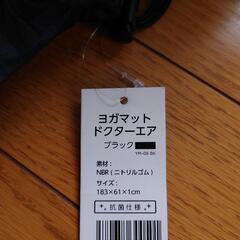 ヨガマット
ドクターエア
ブラック
YM-08 BK
素材:
NBR(ニトリルゴム)
サイズ:
183×61×1cm
+抗菌仕様+